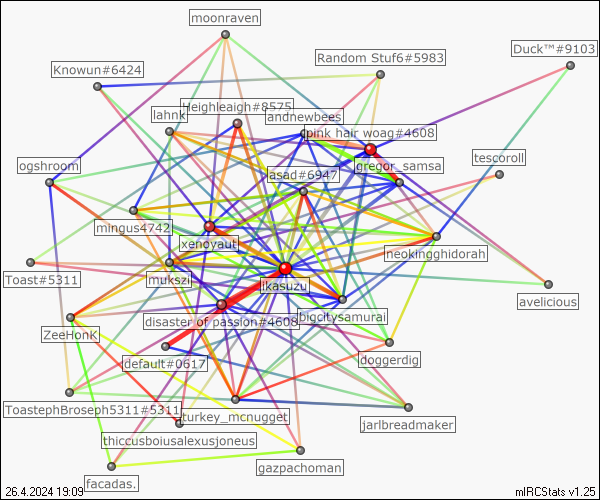 moonraven
Duck™#9103
Random Stuf6#5983
Knowun#6424
Heighleaigh#8575
lahnk
andnewbees
pink hair woag#4608
tescoroll
ogshroom
asad#6947
gregor_samsa
mingus4742
xenovaut
neokingghidorah
Toast#5311
mukszi
ikasuzu
avelicious
ZeeHonK
disaster of passion#4608
bigcitysamurai
default#0617
doggerdig
ToastephBroseph5311#5311
turkey_mcnugget
jarlbreadmaker
thiccusboiusalexusjoneus
gazpachoman
facadas.
26.4.2024 19:09
mIRCStats v1.25